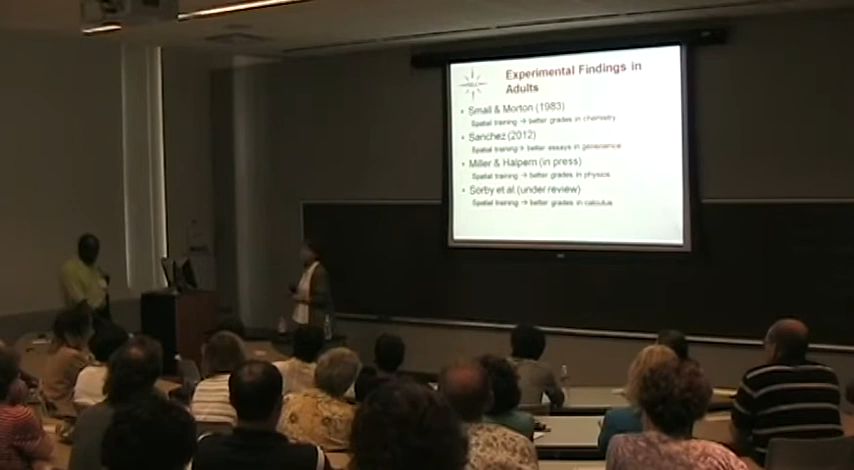 Experimental Findings in
Adults
• Small & Morton (1983)
Spatial training → better grades in chemistry
• Sanchez (2012)
Spatial training → better essays in geoscience
• Miller & Halpern (in press)
Spatial training → better grades in physics
• Sorby et al (under review)
Spatial training → better grades in calculus